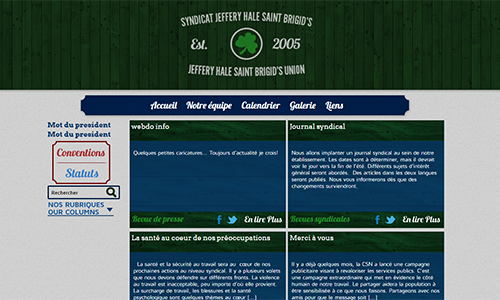 SYNDICAT JEFFERY HALE SAINT BRIGID'S
Est. 2005
JEFFERY HALE SAINT BRIGID'S UNION
Accueil Notre équipe Calendrier Galerie Liens
Mot du president
Mot du president
Conventions
Statuts
Rechercher
NOS RUBRIQUES
OUR COLUMNS
webdo info
Quelques petites caricatures... Toujours d'actualité je crois!
Revue de presse
f
En lire Plus
Journal syndical
Nous allons implanter un journal syndical au sein de notre
établissement. Les dates sont à déterminer, mais il devrait
voir le jour vers la fin de l'été. Différents sujets d'intérêt
général seront abordés. Des articles dans les deux langues
seront publiés. Nous vous informerons dès que des
changements surviendront.
Revues syndicales
f
En lire Plus
La santé au coeur de nos préoccupations
La santé et la sécurité au travail sera au cœur de nos
prochaines actions au niveau syndical. Il y a plusieurs volets
que nous devons défendre sur différents fronts. La violence
au travail est inacceptable, peu importe d'où elle provient.
La surcharge de travail, les blessures et la santé
psychologique sont quelques thèmes au cœur [...]
Merci à vous
Il y a déjà quelques mois, la CSN a lancé une campagne
publicitaire visant à revaloriser les services publics. C'est
une campagne extraordinaire qui met en évidence le côté
humain de notre travail. Le partager aidera la population à
être sensibilisée à ce que nous faisons. Partageons avec nos
amis pour que le message soit [...]